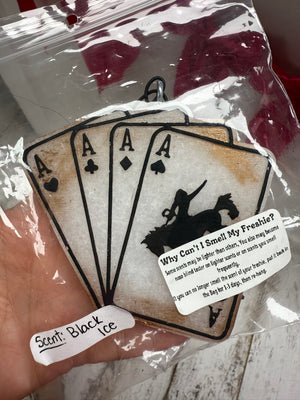 A
A
A
A
Why Can't I Smell My Freshie?
Some scents may be lighter than others. You also may become
nose blind faster on lighter scents or on scents you smell
frequently.
If you can no longer smell the scent of your freshie, put it back in
the bag for 2-3 days, then re-hang.
A
Scent: Black
ice